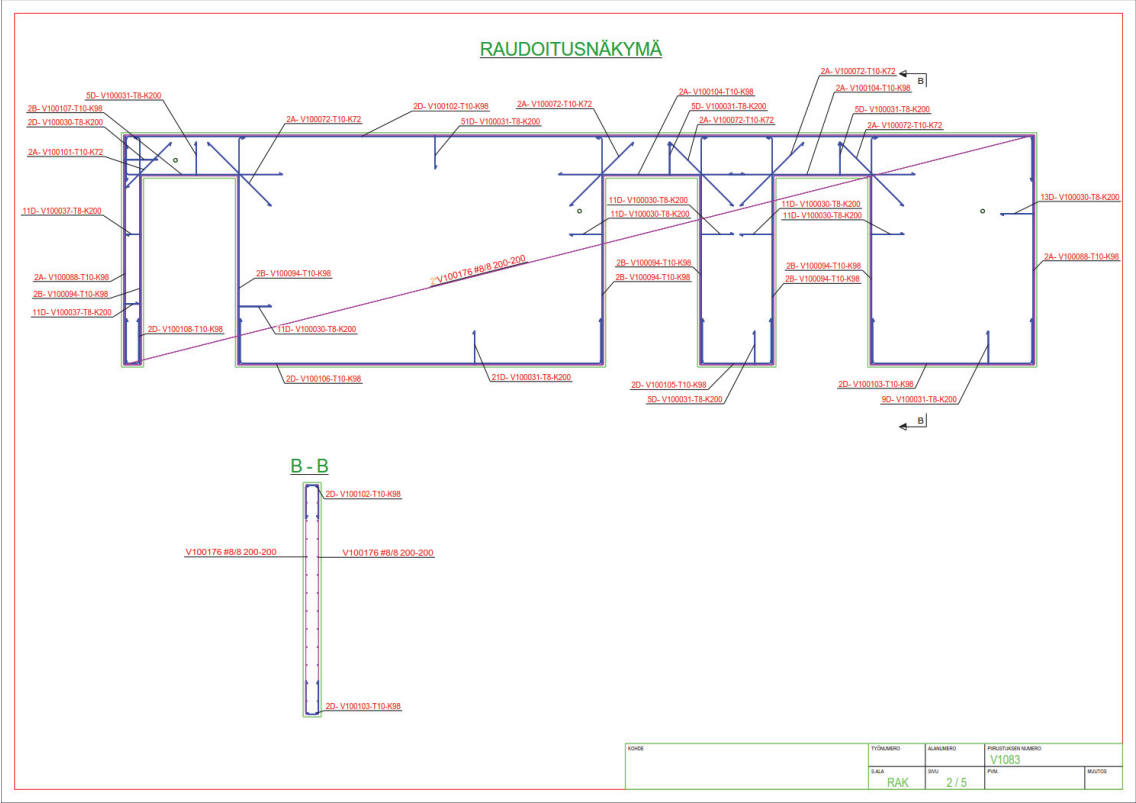 RAUDOITUSNÄKYMÄ
2A- V100072-T10-K72
B
5D- V100031-T8-K200
2A- V100104-T10-K98
2A- V100104-T10-K98
2B- V100107-T10-K98
2D- V100102-T10-K98
2A- V100072-T10-K72
5D- V100031-T8-K200
5D- V100031-T8-K200
2D- V100030-T8-K200
2A- V100072-T10-K72
51D- V100031-T8-K200
2A- V100072-T10-K72
2A- V100072-T10-K72
2A- V100101-T10-K72
11D- V100037-T8-K200
11D- V100030-T8-K200
11D- V100030-T8-K200
13D- V100030-T8-K200
11D- V100030-T8-K200
11D- V100030-T8-K200
2A- V100088-T10-K98
2B- V100094-T10-K98
2V100176 #8/8 200-200
2B- V100094-T10-K98
2B- V100094-T10-K98
2A- V100088-T10-K98
2B- V100094-T10-K98
2B- V100094-T10-K98
2B- V100094-T10-K98
11D- V100037-T8-K200
2D- V100108-T10-K98
11D- V100030-T8-K200
2D- V100106-T10-K98
21D- V100031-T8-K200
2D- V100105-T10-K98
2D- V100103-T10-K98
5D- V100031-T8-K200
9D- V100031-T8-K200
B
B - B
2D- V100102-T10-K98
V100176 #8/8 200-200
V100176 #8/8 200-200
2D- V100103-T10-K98
KOHDE
TYÖNUMERO
ALANUMERO
PIIRUSTUKSEN NUMERO
V1083
S.ALA
RAK
SIVU
2 / 5
PVM.
MUUTOS